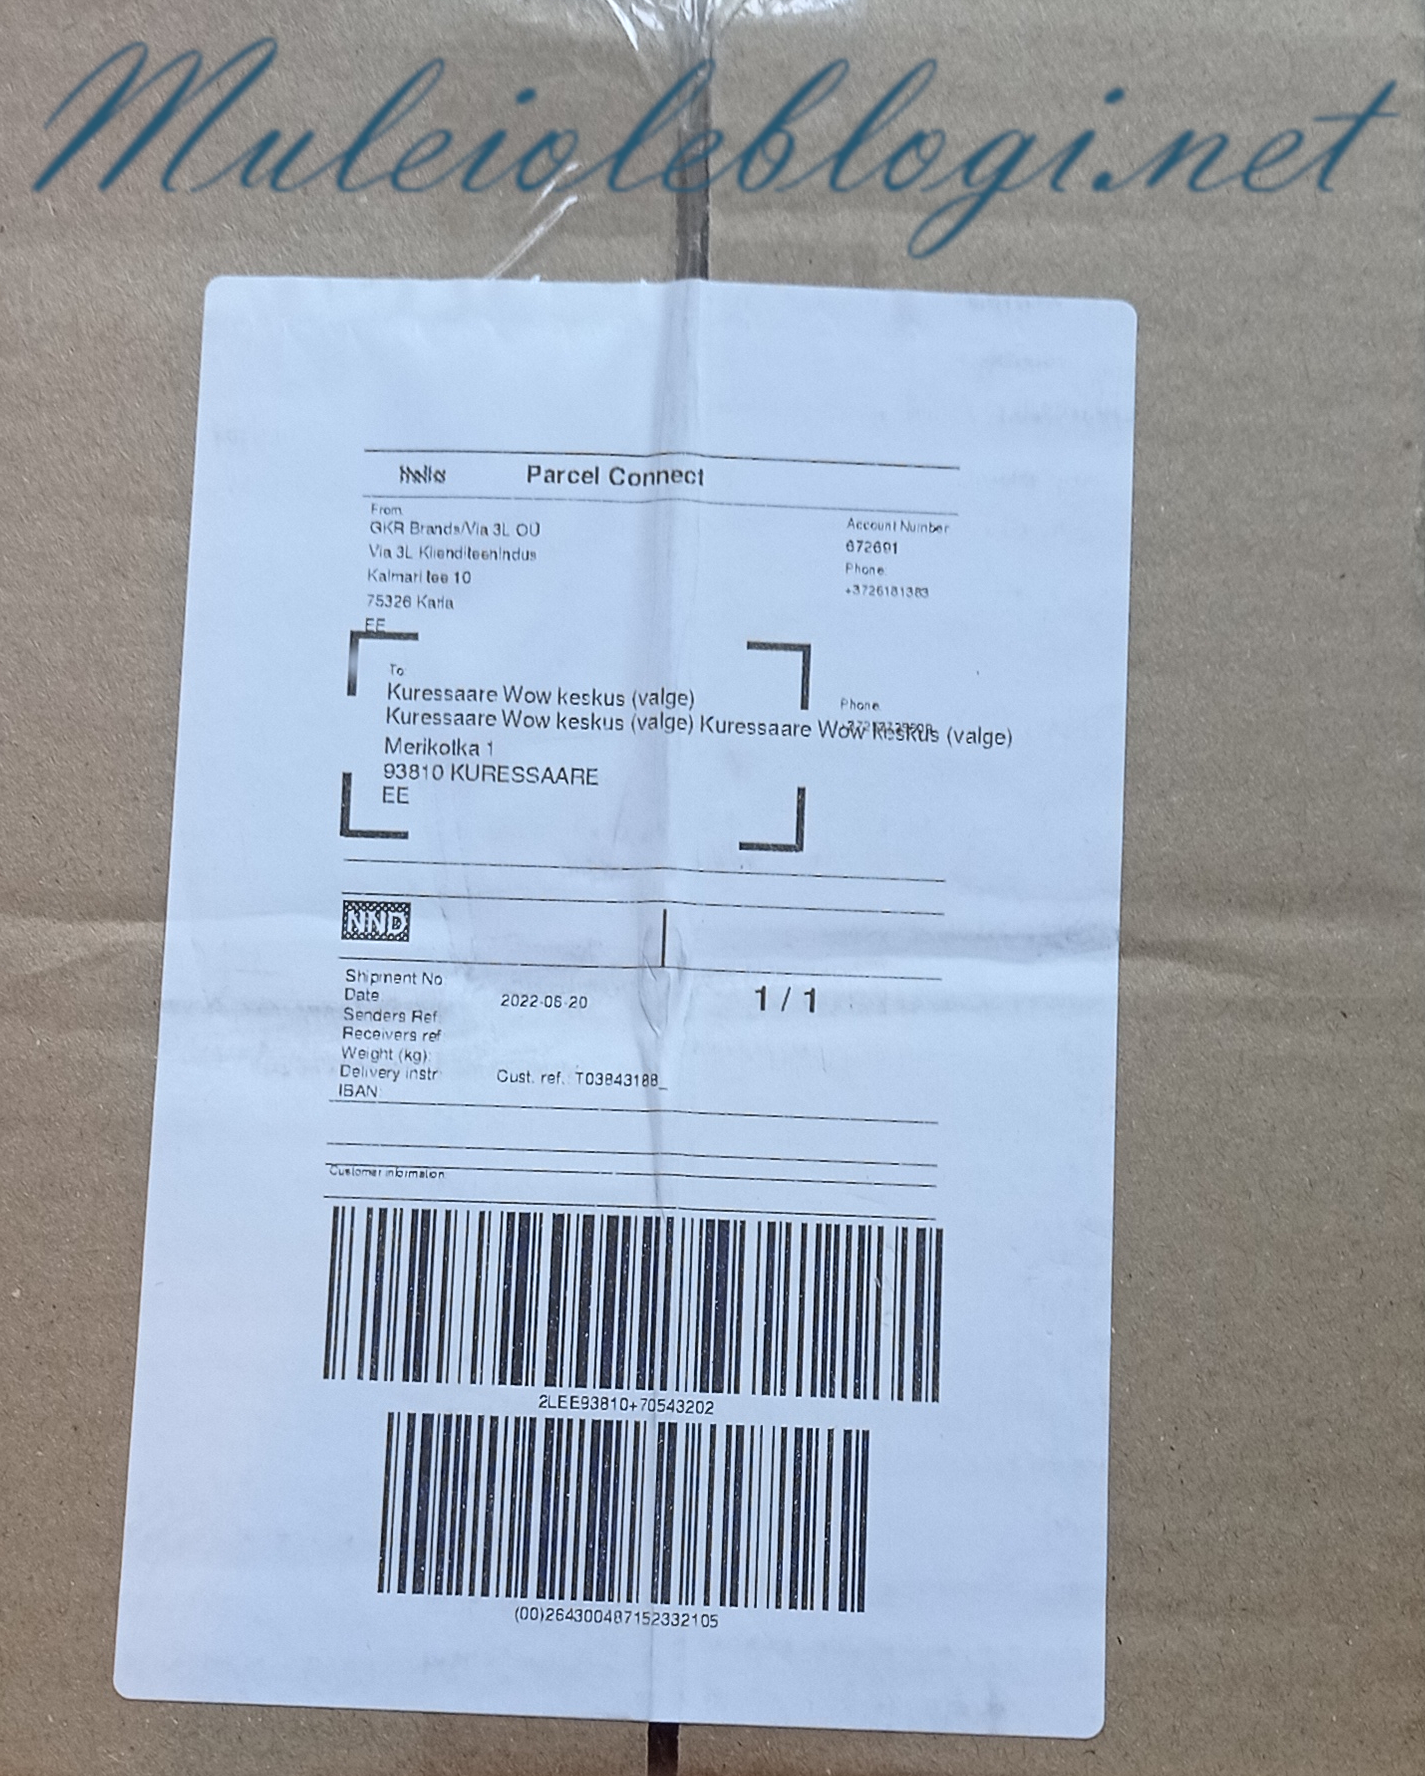 Muleioleblogi.net
Parcel Connect
From
GKR Brands/Via 3L OÜ
Via 3L Klienditeenindus
Kalmari tee 10
75326 Karla
EE
Account Number
672691
Phone
+3726181383
To
Kuressaare Wow keskus (valge)
Kuressaare Wow keskus (valge) Kuressaare Wow keskus (valge)
Merikotka 1
93810 KURESSAARE
EE
Phone
NND
Shipment No
Date 2022-06-20 1 / 1
Senders Ref:
Receivers ref
Weight (kg):
Delivery instr Cust. ref.: T03843188_
IBAN:
Customer information:
2LEE93810+70543202
(00)264300487152332105